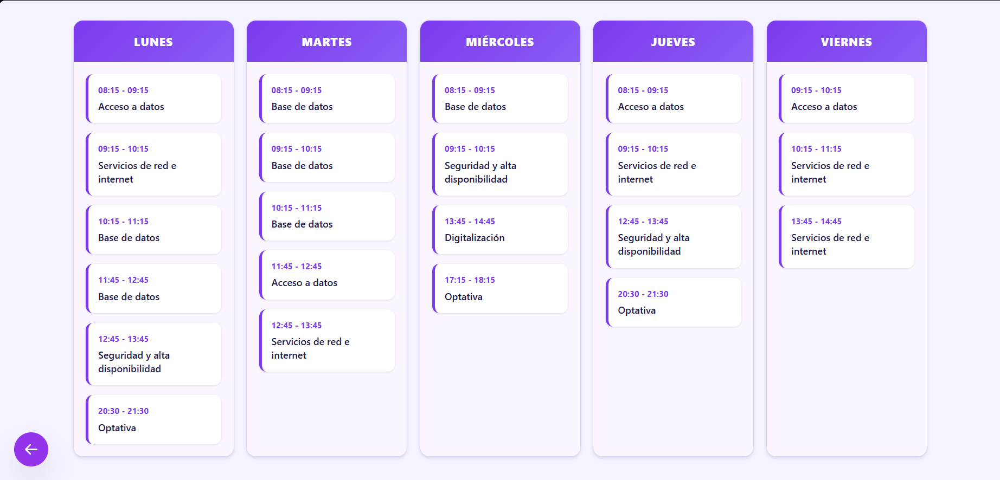 LUNES
08:15 - 09:15
Acceso a datos
09:15 - 10:15
Servicios de red e
internet
10:15 - 11:15
Base de datos
11:45 - 12:45
Base de datos
12:45 - 13:45
Seguridad y alta
disponibilidad
20:30 - 21:30
Optativa
MARTES
08:15 - 09:15
Base de datos
09:15 - 10:15
Base de datos
10:15 - 11:15
Base de datos
11:45 - 12:45
Acceso a datos
12:45 - 13:45
Servicios de red e
internet
MIÉRCOLES
08:15 - 09:15
Base de datos
09:15 - 10:15
Seguridad y alta
disponibilidad
13:45 - 14:45
Digitalización
17:15 - 18:15
Optativa
JUEVES
08:15 - 09:15
Acceso a datos
09:15 - 10:15
Servicios de red e
internet
12:45 - 13:45
Seguridad y alta
disponibilidad
20:30 - 21:30
Optativa
VIERNES
09:15 - 10:15
Acceso a datos
10:15 - 11:15
Servicios de red e
internet
13:45 - 14:45
Servicios de red e
internet